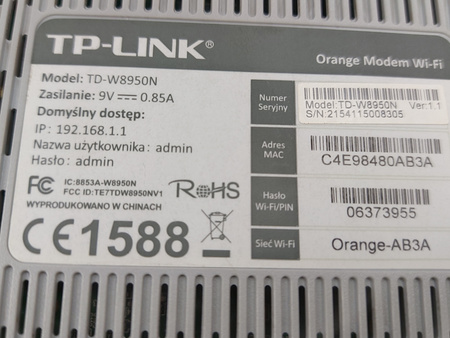 TP-LINK®
Orange Modem Wi-Fi
Model: TD-W8950N
Zasilanie: 9V 0.85A
Domyślny dostęp:
IP: 192.168.1.1
Nazwa użytkownika: admin
Hasło: admin
IC:8853A-W8950N
FCC ID:TE7TDW8950NV1
WYPRODUKOWANO W CHINACH
FC
RoHS
CE1588
Numer
Seryjny
Model:TD-W8950N Ver:1.1
S/N:2154115008305
Adres
MAC
C4E98480AB3A
Hasło
Wi-Fi/PIN
06373955
Sieć Wi-Fi
Orange-AB3A